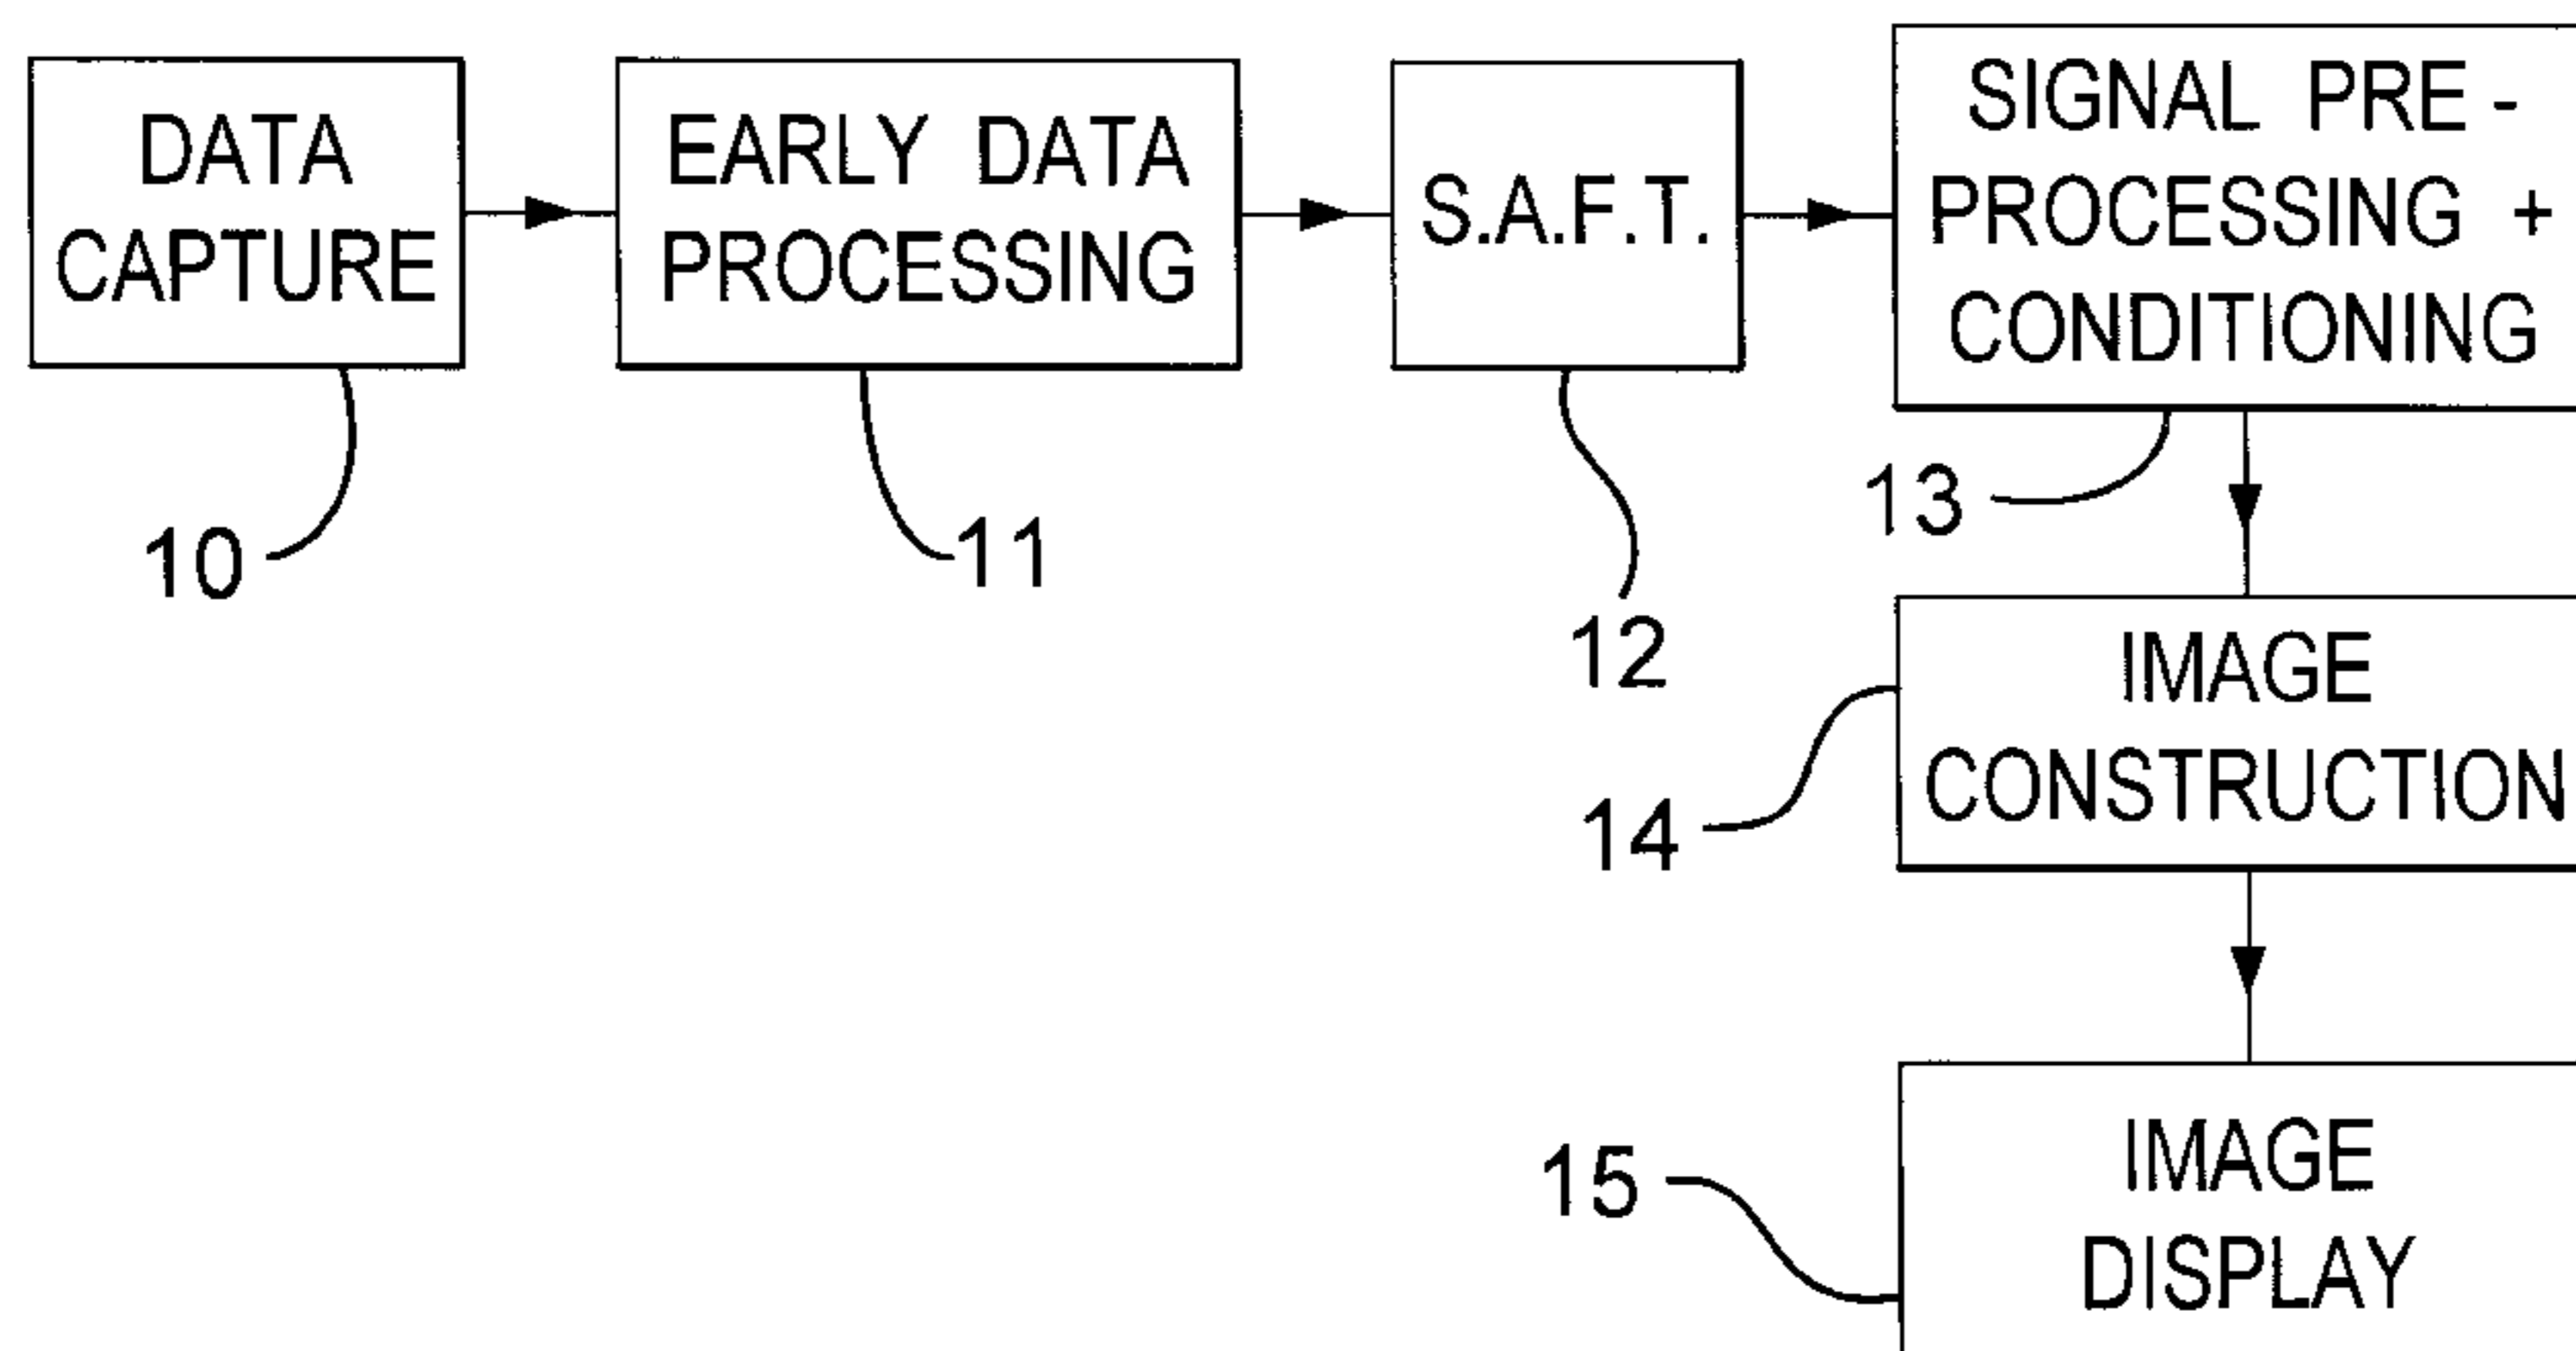 DATA
CAPTURE
10
EARLY DATA
PROCESSING
11
S.A.F.T.
12
SIGNAL PRE -
PROCESSING +
CONDITIONING
13
IMAGE
CONSTRUCTION
14
IMAGE
DISPLAY
15